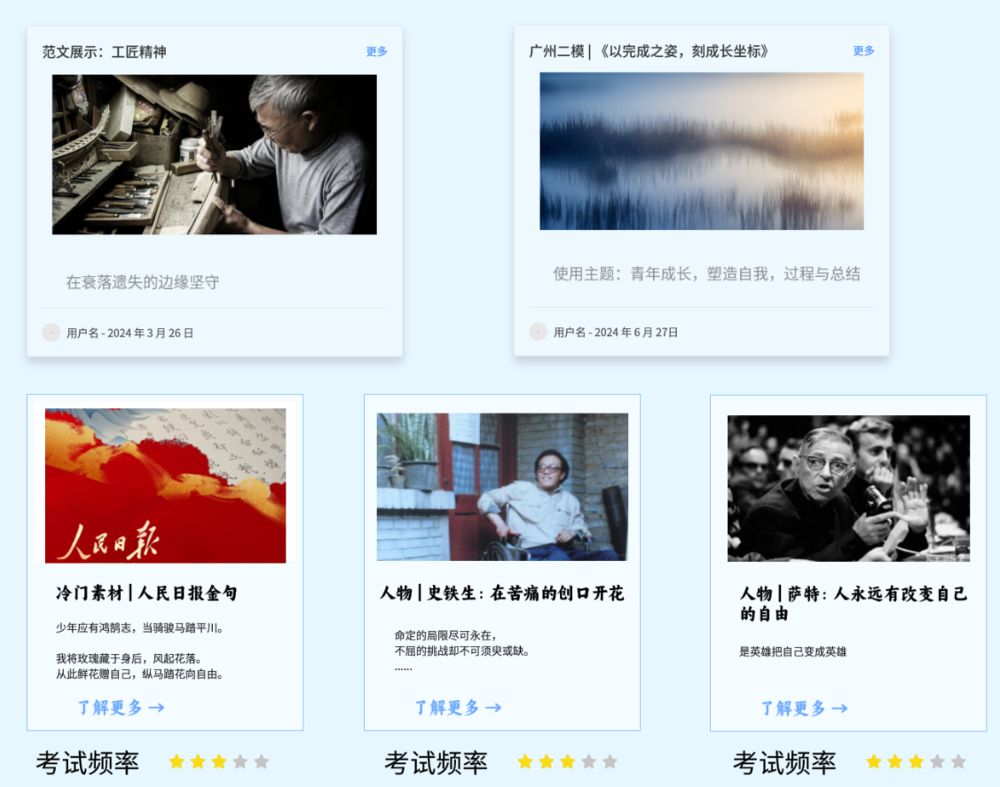 范文展示：工匠精神
更多
在衰落遗失的边缘坚守
用户名 - 2024 年 3 月 26 日
广州二模 | 《以完成之姿，刻成长坐标》
更多
使用主题：青年成长，塑造自我，过程与总结
用户名 - 2024 年 6 月 27日
人民日报
冷门素材 | 人民日报金句
少年应有鸿鹄志，当骑骏马踏平川。
我将玫瑰藏于身后，风起花落。
从此鲜花赠自己，纵马踏花向自由。
了解更多 →
考试频率
人物 | 史铁生：在苦痛的创口开花
命定的局限尽可永在，
不屈的挑战却不可须臾或缺。
......
了解更多 →
考试频率
人物 | 萨特：人永远有改变自己
的自由
是英雄把自己变成英雄
了解更多 →
考试频率